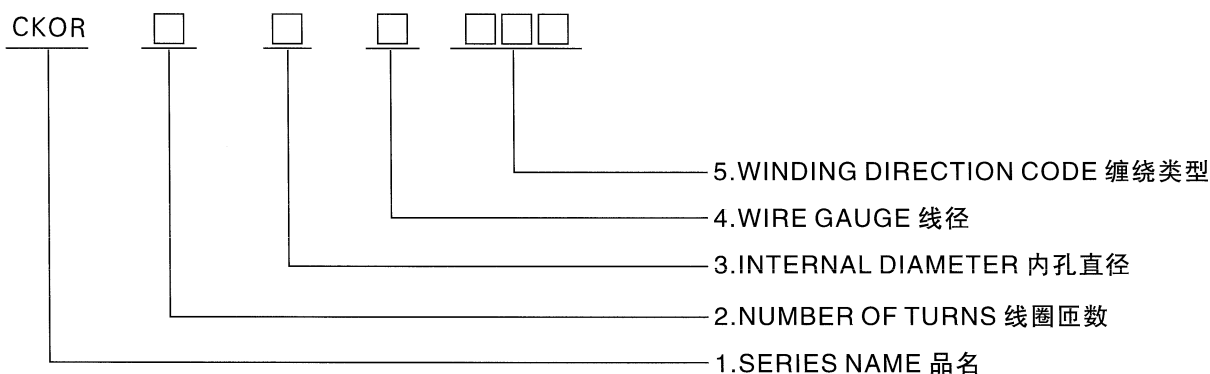 CKOR □ □ □ □□□
5.WINDING DIRECTION CODE 缠绕类型
4.WIRE GAUGE 线径
3.INTERNAL DIAMETER 内孔直径
2.NUMBER OF TURNS 线圈匝数
1.SERIES NAME 品名